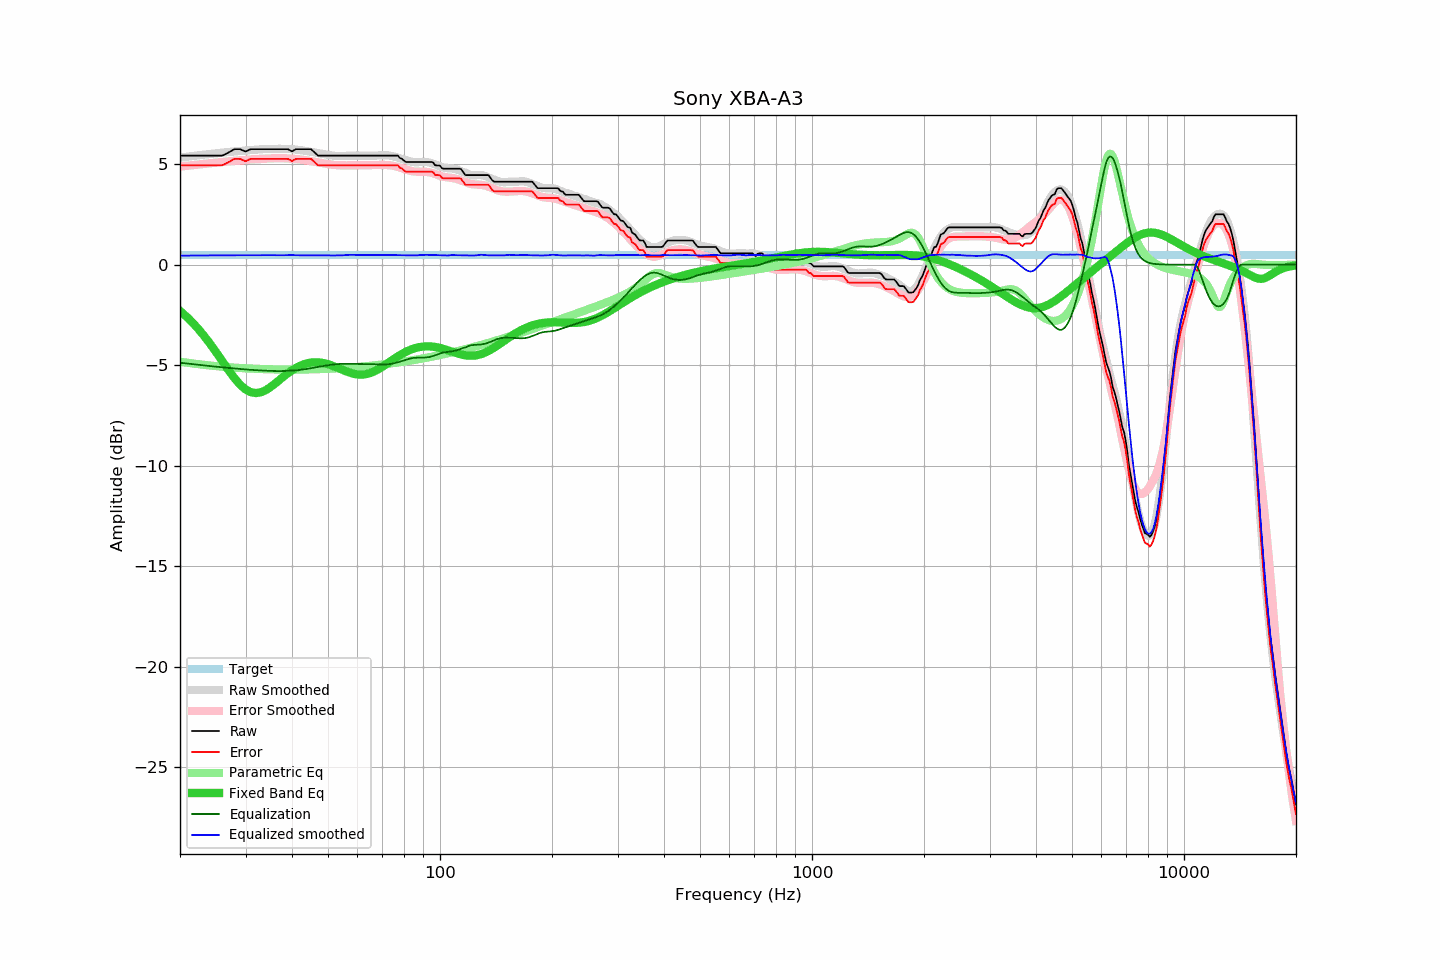 Sony XBA-A3
5
0
−5
−10
−15
−20
−25
Amplitude (dBr)
Target
Raw Smoothed
Error Smoothed
Raw
Error
Parametric Eq
Fixed Band Eq
Equalization
Equalized smoothed
100
1000
10000
Frequency (Hz)